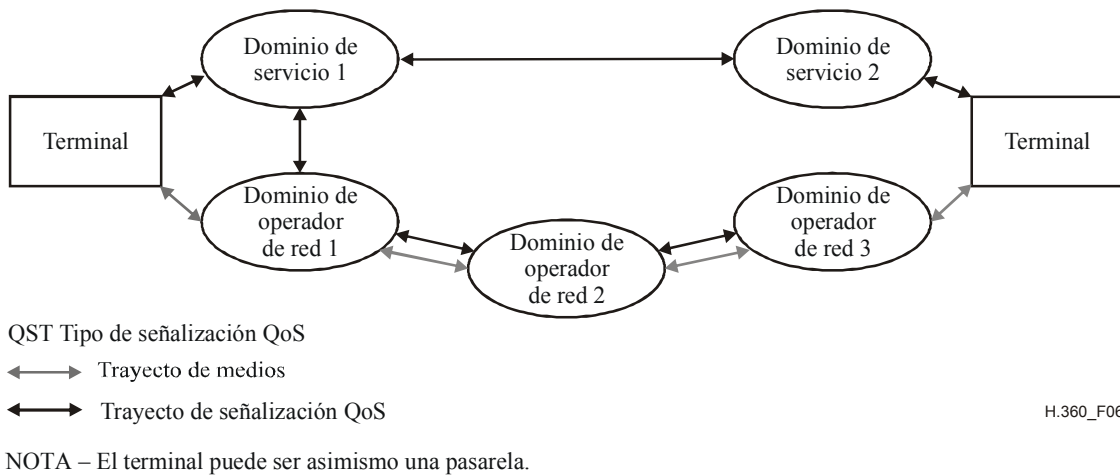 Dominio de
servicio 1
Dominio de
servicio 2
Terminal
Terminal
Dominio de
operador
de red 1
Dominio de
operador
de red 2
Dominio de
operador
de red 3
QST Tipo de señalización QoS
Trayecto de medios
Trayecto de señalización QoS
H.360_F06
NOTA – El terminal puede ser asimismo una pasarela.